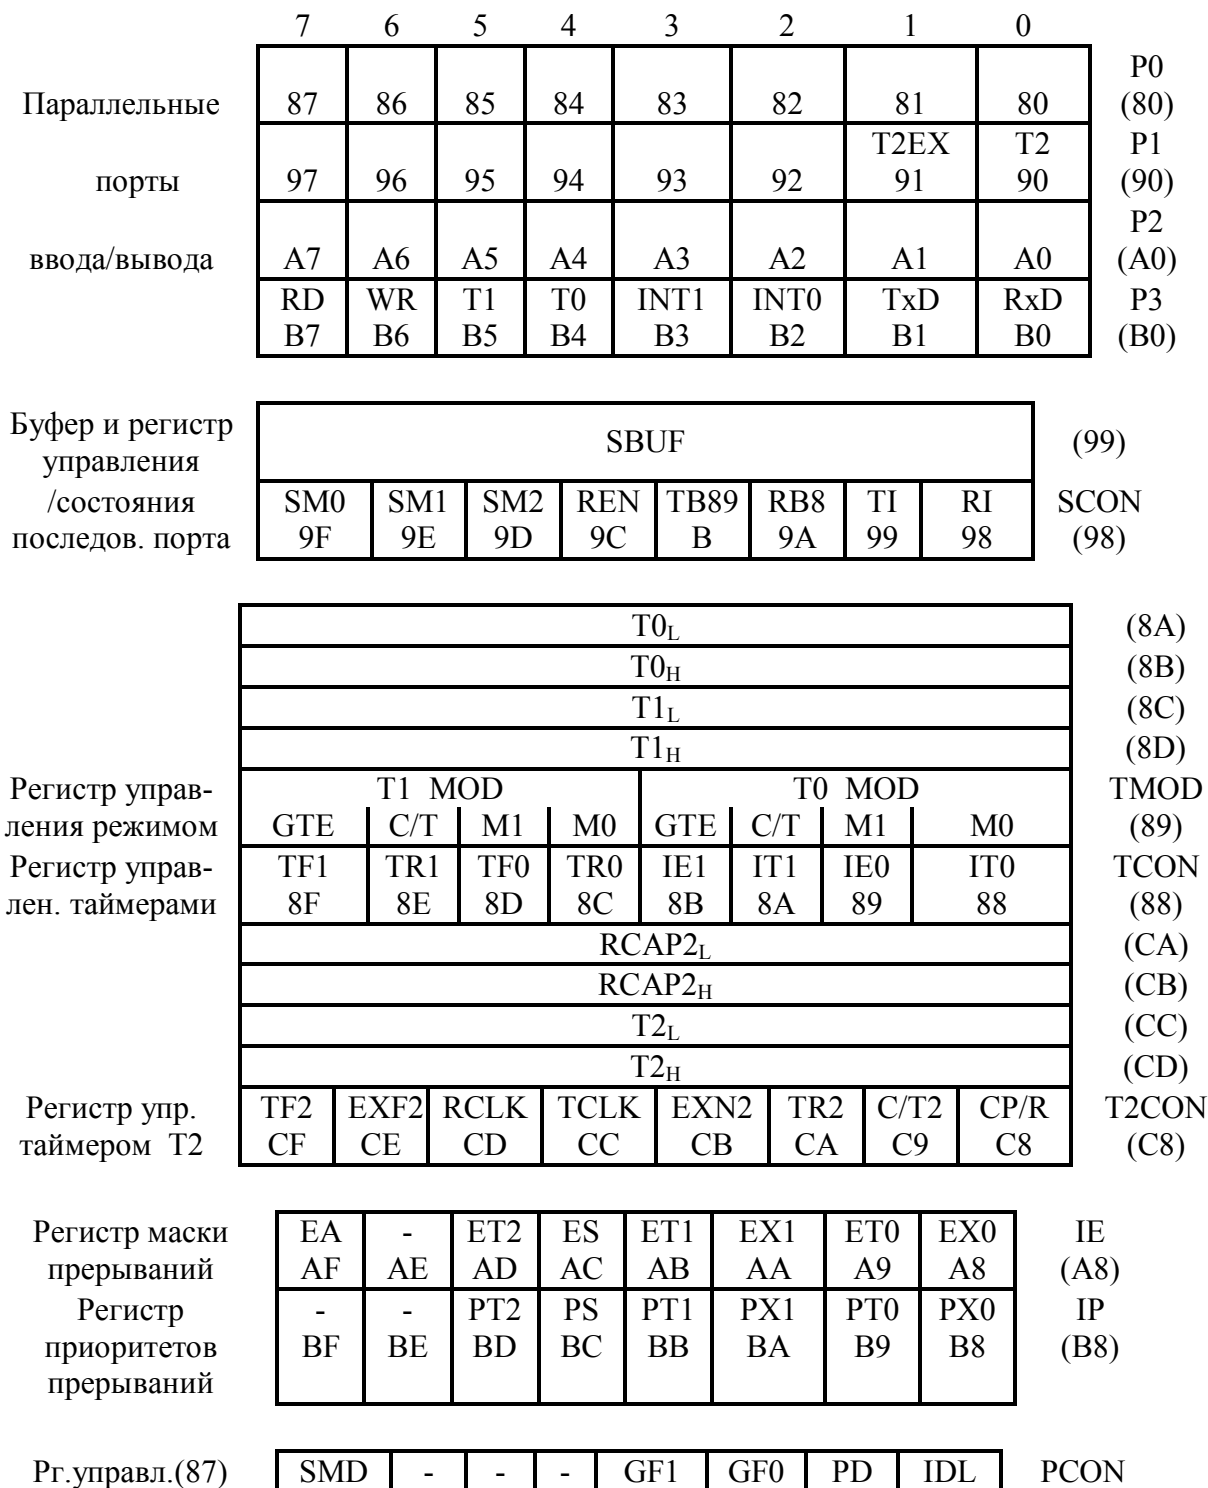 7 6 5 4 3 2 1 0
P0
Параллельные 87 86 85 84 83 82 81 80 (80)
T2EX T2 P1
порты 97 96 95 94 93 92 91 90 (90)
P2
ввода/вывода A7 A6 A5 A4 A3 A2 A1 A0 (A0)
RD WR T1 T0 INT1 INT0 TxD RxD P3
B7 B6 B5 B4 B3 B2 B1 B0 (B0)
Буфер и регистр
SBUF (99)
управления
/состояния SM0 SM1 SM2 REN TB89 RB8 TI RI SCON
последов. порта 9F 9E 9D 9C B 9A 99 98 (98)
T0L (8A)
T0H (8B)
T1L (8C)
T1H (8D)
Регистр управ- T1 MOD T0 MOD TMOD
ления режимом GTE C/T M1 M0 GTE C/T M1 M0 (89)
Регистр управ- TF1 TR1 TF0 TR0 IE1 IT1 IE0 IT0 TCON
лен. таймерами 8F 8E 8D 8C 8B 8A 89 88 (88)
RCAP2L (CA)
RCAP2H (CB)
T2L (CC)
T2H (CD)
Регистр упр. TF2 EXF2 RCLK TCLK EXN2 TR2 C/T2 CP/R T2CON
таймером T2 CF CE CD CC CB CA C9 C8 (C8)
Регистр маски EA - ET2 ES ET1 EX1 ET0 EX0 IE
прерываний AF AE AD AC AB AA A9 A8 (A8)
Регистр - - PT2 PS PT1 PX1 PT0 PX0 IP
приоритетов BF BE BD BC BB BA B9 B8 (B8)
прерываний
Рг.управл.(87) SMD - - - GF1 GF0 PD IDL PCON